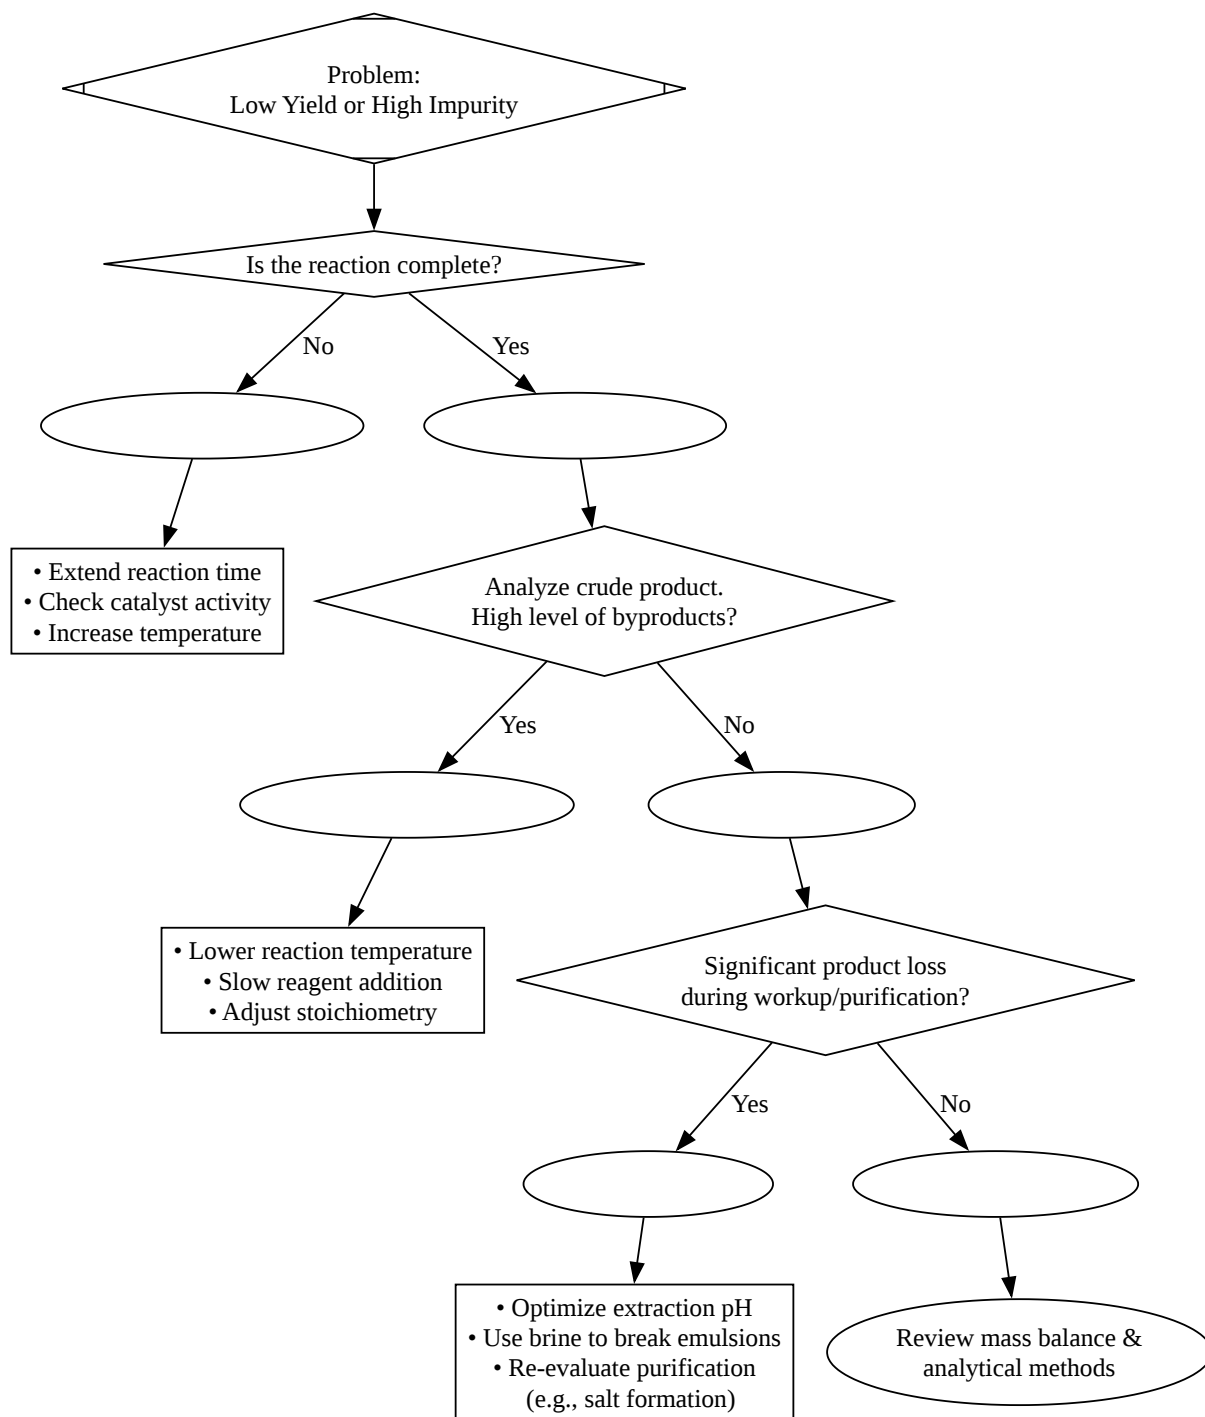 Problem:
Low Yield or High Impurity
Is the reaction complete?
No
Yes
• Extend reaction time
• Check catalyst activity
• Increase temperature
Analyze crude product.
High level of byproducts?
Yes
No
• Lower reaction temperature
• Slow reagent addition
• Adjust stoichiometry
Significant product loss
during workup/purification?
Yes
No
• Optimize extraction pH
• Use brine to break emulsions
• Re-evaluate purification
(e.g., salt formation)
Review mass balance &
analytical methods